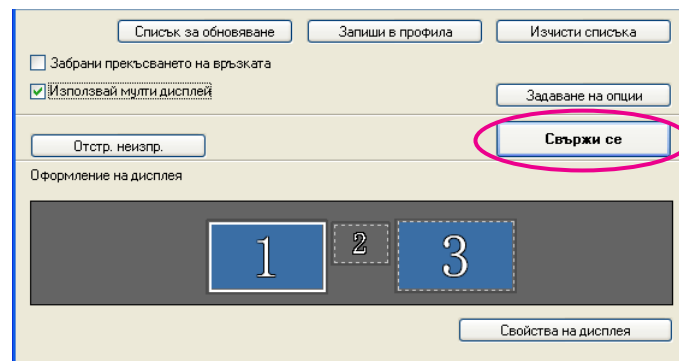 Списък за обновяване Запиши в профила Изчисти списъка
Забрани прекъсването на връзката
Използвай мулти дисплей
Задаване на опции
Отстр. неизпр. Свържи се
Оформление на дисплея
1 2 3
Свойства на дисплея